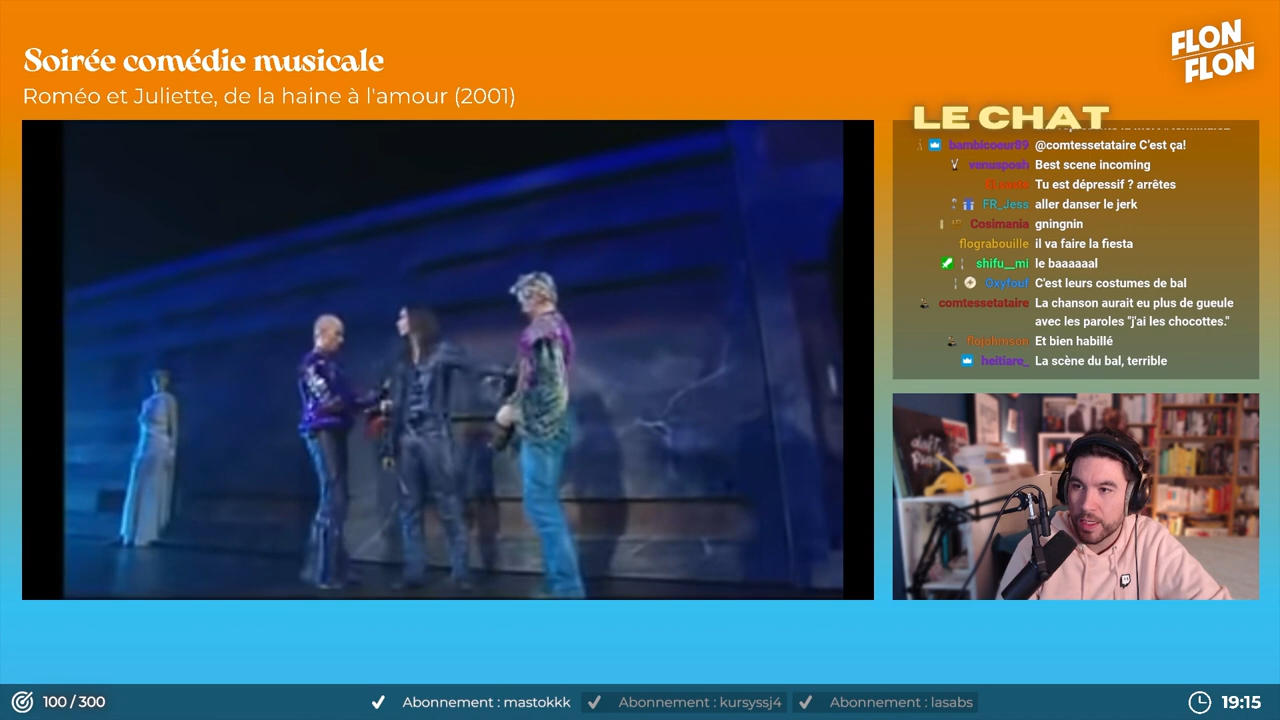 Soirée comédie musicale
Roméo et Juliette, de la haine à l'amour (2001)
FLON
FLON
LE CHAT
bambicoeur89 @comtessetataire C'est ça!
venusposh Best scene incoming
Tu est dépressif ? arrêtes
FR_Jess aller danser le jerk
Cosimania gningnin
flograbouille il va faire la fiesta
shifu__mi le baaaaaal
Oxyfouf C'est leurs costumes de bal
comtessetataire La chanson aurait eu plus de gueule
avec les paroles "j'ai les chocottes."
flojohnson Et bien habillé
heitiare_ La scène du bal, terrible
100 / 300
Abonnement : mastokkk
Abonnement : kursyssj4
Abonnement : lasabs
19:15